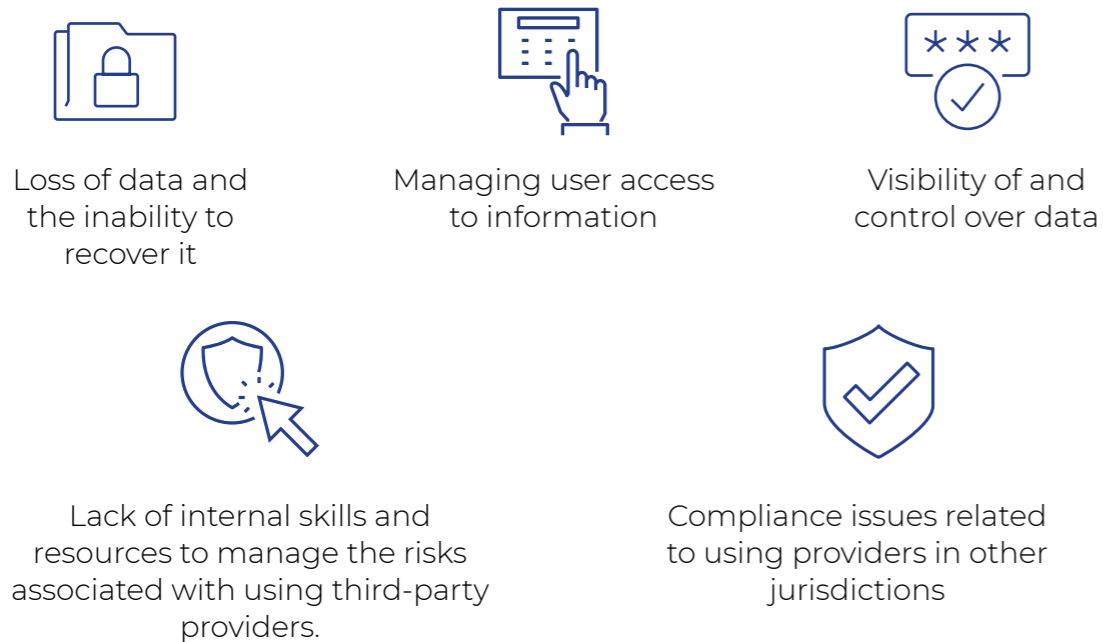 ***
Loss of data and
the inability to
recover it
Managing user access
to information
Visibility of and
control over data
Lack of internal skills and
resources to manage the risks
associated with using third-party
providers.
Compliance issues related
to using providers in other
jurisdictions